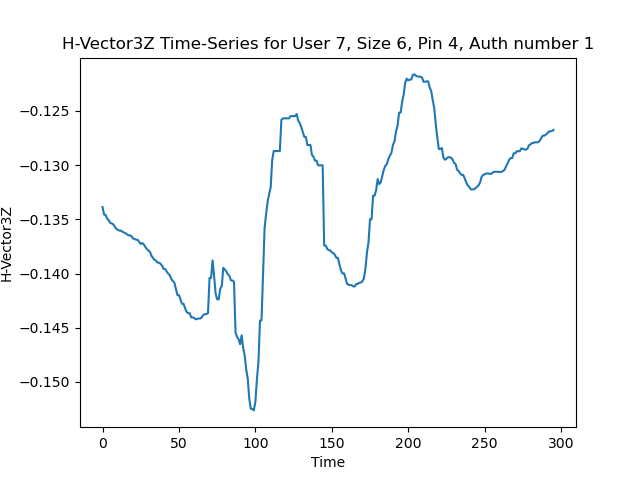 H-Vector3Z Time-Series for User 7, Size 6, Pin 4, Auth number 1
H-Vector3Z
−0.125
−0.130
−0.135
−0.140
−0.145
−0.150
0 50 100 150 200 250 300
Time